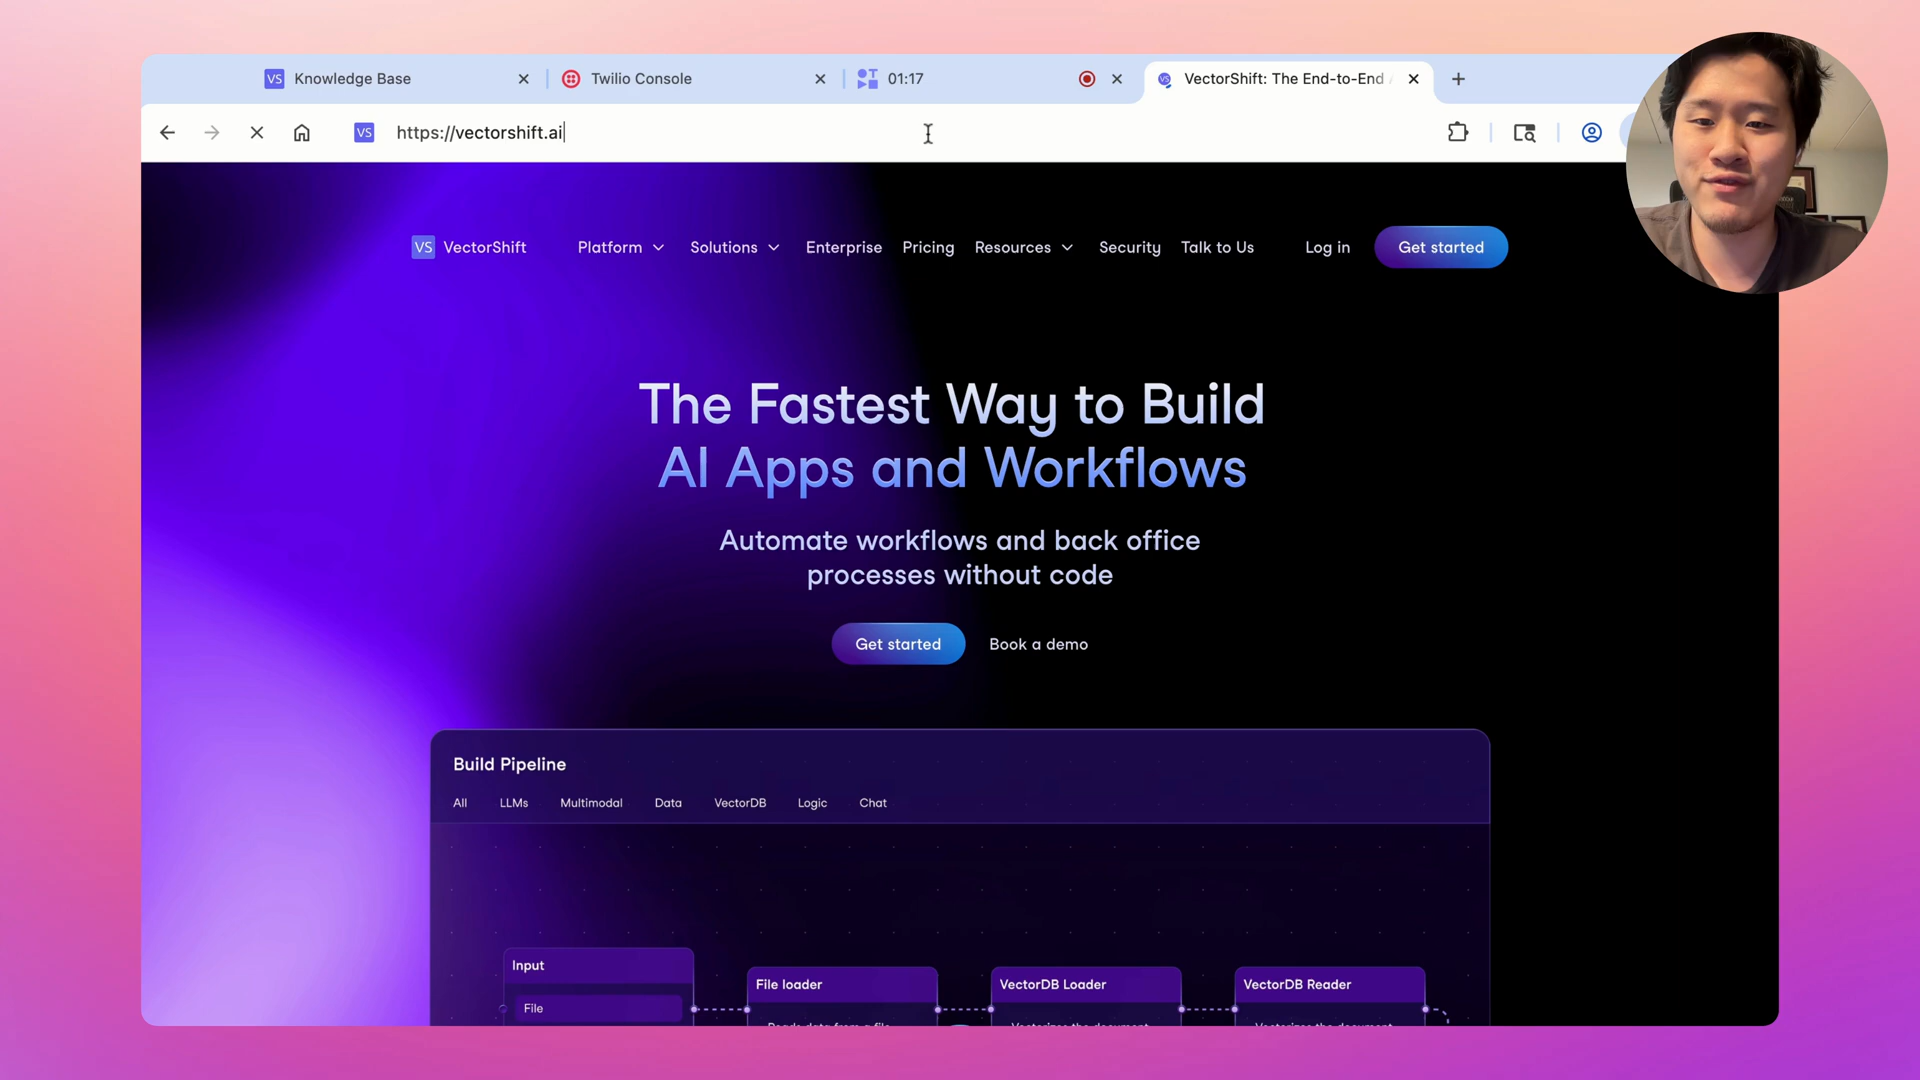 VS Knowledge Base
Twilio Console
01:17
VectorShift: The End-to-End
VS https://vectorshift.ai
VS VectorShift
Platform
Solutions
Enterprise
Pricing
Resources
Security
Talk to Us
Log in
Get started
The Fastest Way to Build
AI Apps and Workflows
Automate workflows and back office
processes without code
Get started
Book a demo
Build Pipeline
All
LLMs
Multimodal
Data
VectorDB
Logic
Chat
Input
File loader
VectorDB Loader
VectorDB Reader
File